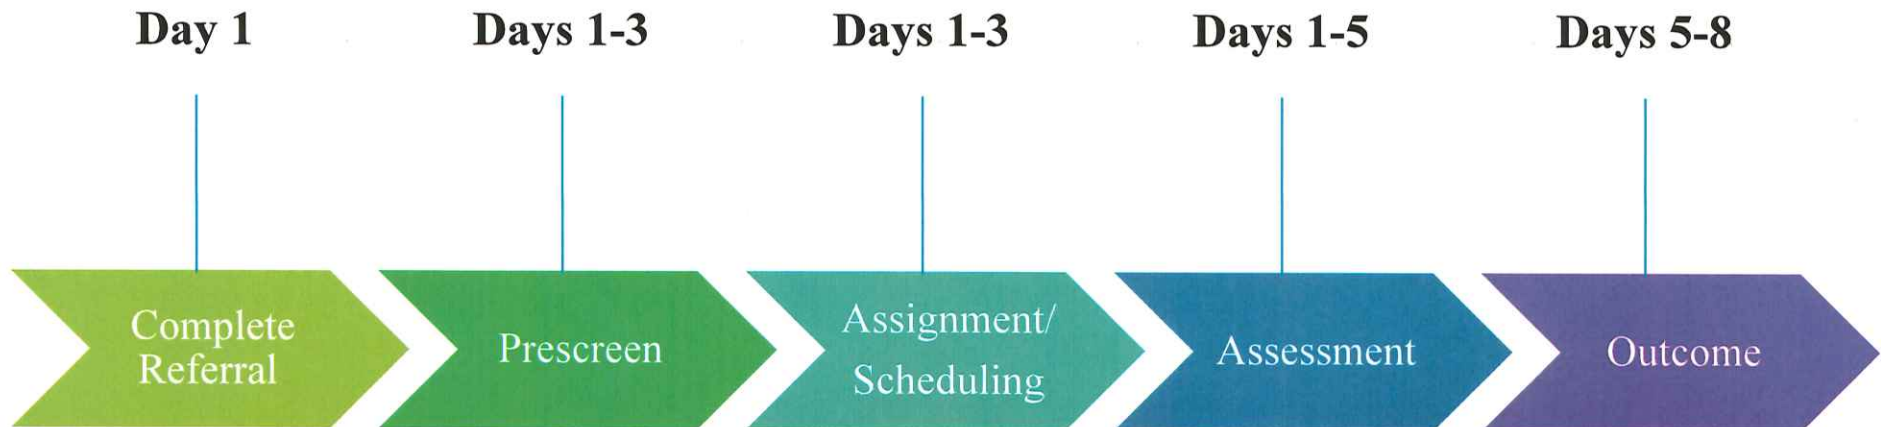 Day 1
Days 1-3
Days 1-3
Days 1-5
Days 5-8
Complete
Referral
Prescreen
Assignment/
Scheduling
Assessment
Outcome